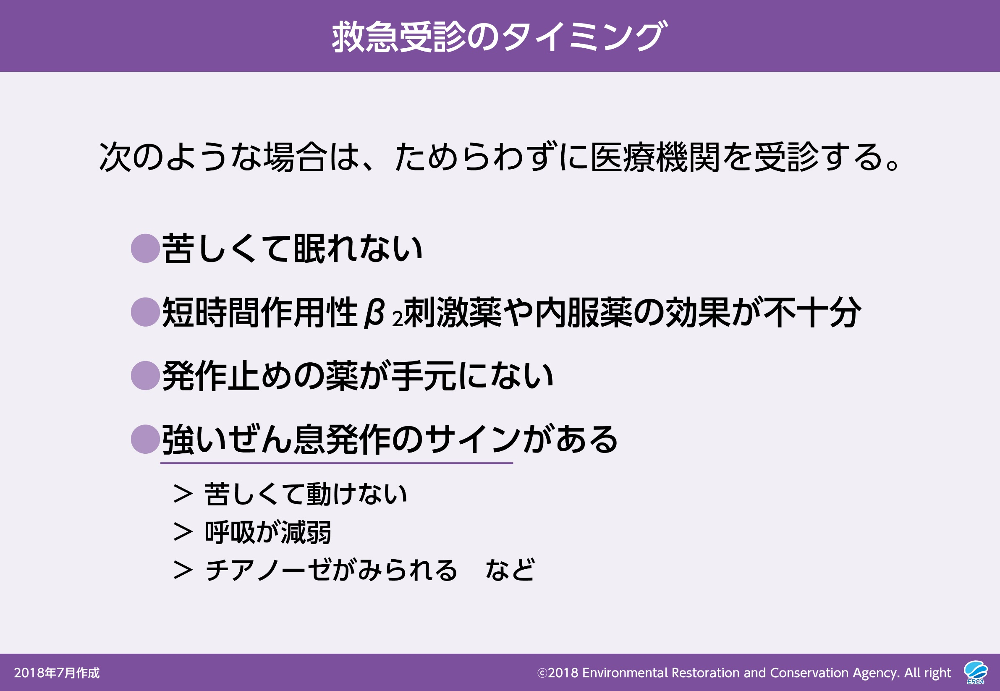 救急受診のタイミング
次のような場合は、ためらわずに医療機関を受診する。
●苦しくて眠れない
●短時間作用性β₂刺激薬や内服薬の効果が不十分
●発作止めの薬が手元にない
●強いぜん息発作のサインがある
＞ 苦しくて動けない
＞ 呼吸が減弱
＞ チアノーゼがみられる　など
2018年7月作成
©2018 Environmental Restoration and Conservation Agency. All right
ERCA